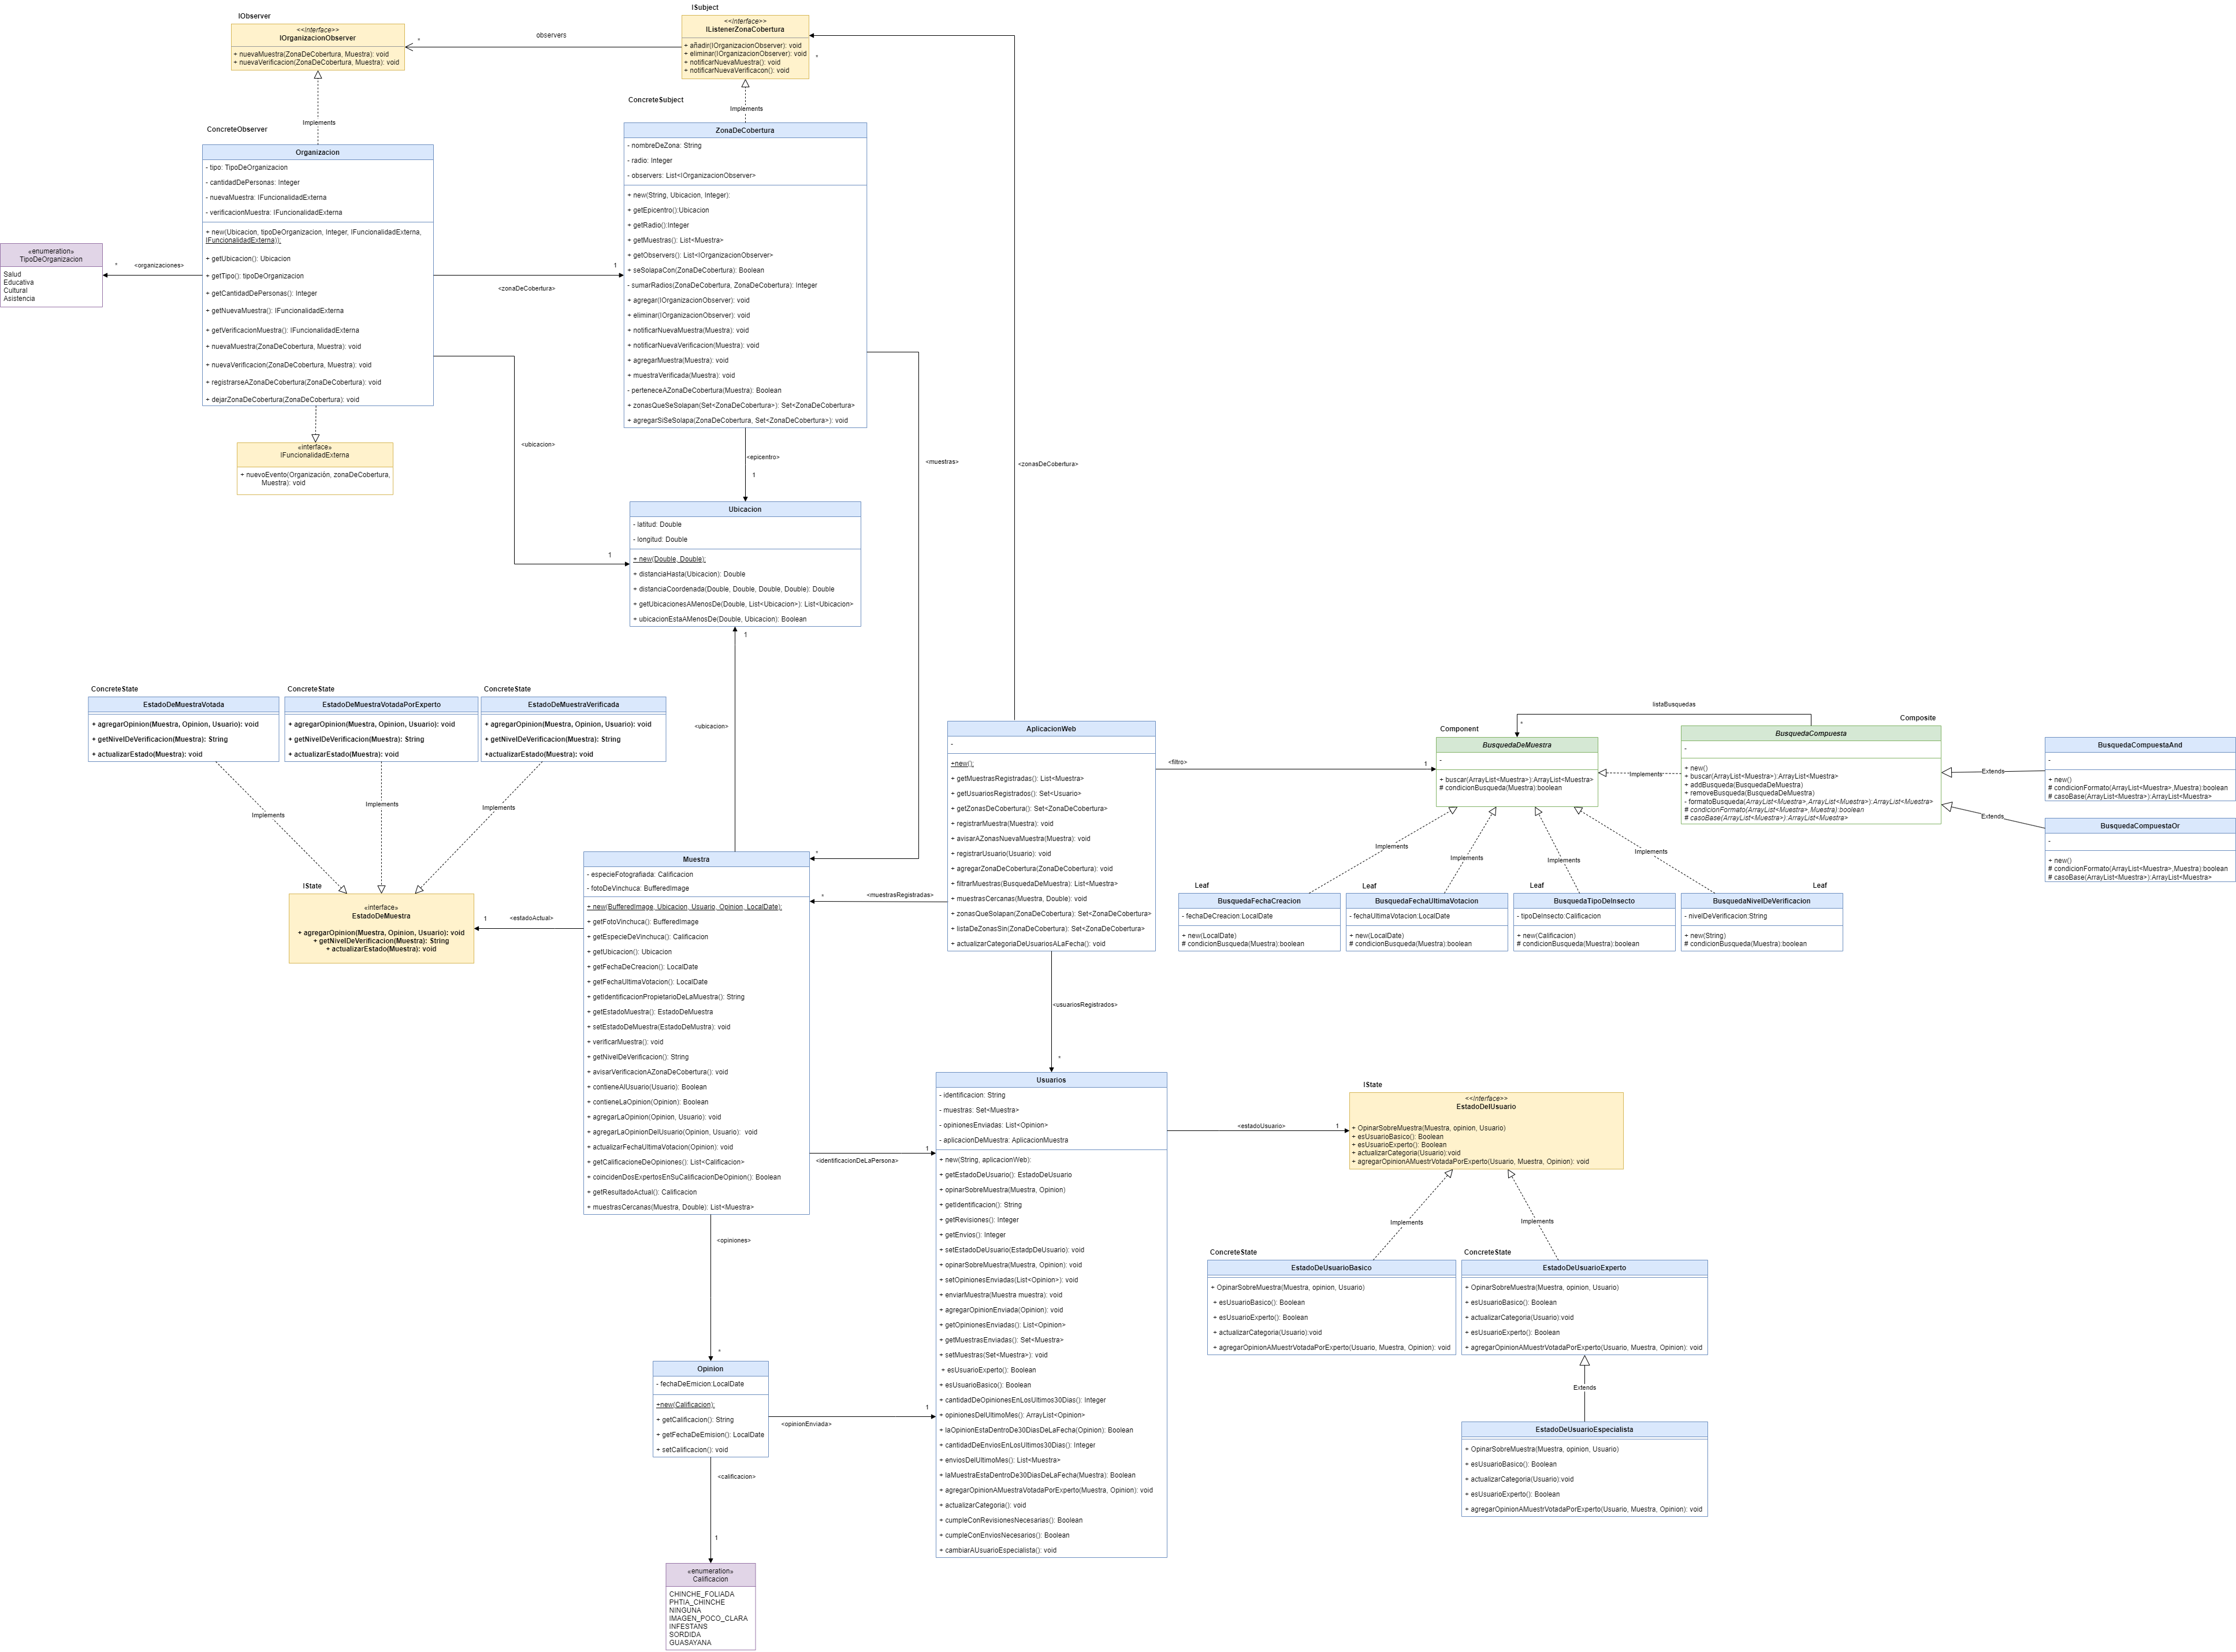 IObserver
<<Interface>>
IOrganizacionObserver
+ nuevaMuestra(ZonaDeCobertura, Muestra): void
+ nuevaVerificacion(ZonaDeCobertura, Muestra): void
*
observers
ISubject
<<Interface>>
IListenerZonaCobertura
+ añadir(IOrganizacionObserver): void
+ eliminar(IOrganizacionObserver): void
+ notificarNuevaMuestra(): void
+ notificarNuevaVerificacon(): void
*
Implements
ConcreteObserver
Organizacion
- tipo: TipoDeOrganizacion
- cantidadDePersonas: Integer
- nuevaMuestra: IFuncionalidadExterna
- verificacionMuestra: IFuncionalidadExterna
+ new(Ubicacion, tipoDeOrganizacion, Integer, IFuncionalidadExterna,
IFuncionalidadExterna)):
+ getUbicacion(): Ubicacion
+ getTipo(): tipoDeOrganizacion
+ getCantidadDePersonas(): Integer
+ getNuevaMuestra(): IFuncionalidadExterna
+ getVerificacionMuestra(): IFuncionalidadExterna
+ nuevaMuestra(ZonaDeCobertura, Muestra): void
+ nuevaVerificacion(ZonaDeCobertura, Muestra): void
+ registrarseAZonaDeCobertura(ZonaDeCobertura): void
+ dejarZonaDeCobertura(ZonaDeCobertura): void
«enumeration»
TipoDeOrganizacion
Salud
Educativa
Cultural
Asistencia
*
<organizaciones>
«interface»
IFuncionalidadExterna
+ nuevoEvento(Organización, zonaDeCobertura,
Muestra): void
Implements
ConcreteSubject
ZonaDeCobertura
- nombreDeZona: String
- radio: Integer
- observers: List<IOrganizacionObserver>
+ new(String, Ubicacion, Integer):
+ getEpicentro():Ubicacion
+ getRadio():Integer
+ getMuestras(): List<Muestra>
+ getObservers(): List<IOrganizacionObserver>
+ seSolapaCon(ZonaDeCobertura): Boolean
- sumarRadios(ZonaDeCobertura, ZonaDeCobertura): Integer
+ agregar(IOrganizacionObserver): void
+ eliminar(IOrganizacionObserver): void
+ notificarNuevaMuestra(Muestra): void
+ notificarNuevaVerificacion(Muestra): void
+ agregarMuestra(Muestra): void
+ muestraVerificada(Muestra): void
- perteneceAZonaDeCobertura(Muestra): Boolean
+ zonasQueSeSolapan(Set<ZonaDeCobertura>): Set<ZonaDeCobertura>
+ agregarSiSeSolapa(ZonaDeCobertura, Set<ZonaDeCobertura>): void
1
<zonaDeCobertura>
<ubicacion>
1
<epicentro>
1
<muestras>
*
<zonasDeCobertura>
Ubicacion
- latitud: Double
- longitud: Double
+ new(Double, Double):
+ distanciaHasta(Ubicacion): Double
+ distanciaCoordenada(Double, Double, Double, Double): Double
+ getUbicacionesAMenosDe(Double, List<Ubicacion>): List<Ubicacion>
+ ubicacionEstaAMenosDe(Double, Ubicacion): Boolean
1
<ubicacion>
ConcreteState
EstadoDeMuestraVotada
+ agregarOpinion(Muestra, Opinion, Usuario): void
+ getNivelDeVerificacion(Muestra): String
+ actualizarEstado(Muestra): void
ConcreteState
EstadoDeMuestraVotadaPorExperto
+ agregarOpinion(Muestra, Opinion, Usuario): void
+ getNivelDeVerificacion(Muestra): String
+ actualizarEstado(Muestra): void
ConcreteState
EstadoDeMuestraVerificada
+ agregarOpinion(Muestra, Opinion, Usuario): void
+ getNivelDeVerificacion(Muestra): String
+actualizarEstado(Muestra): void
Implements
Implements
Implements
IState
«interface»
EstadoDeMuestra
+ agregarOpinion(Muestra, Opinion, Usuario): void
+ getNivelDeVerificacion(Muestra): String
+ actualizarEstado(Muestra): void
1
<estadoActual>
Muestra
- especieFotografiada: Calificacion
- fotoDeVinchuca: BufferedImage
+ new(BufferedImage, Ubicacion, Usuario, Opinion, LocalDate):
+ getFotoVinchuca(): BufferedImage
+ getEspecieDeVinchuca(): Calificacion
+ getUbicacion(): Ubicacion
+ getFechaDeCreacion(): LocalDate
+ getFechaUltimaVotacion(): LocalDate
+ getIdentificacionPropietarioDeLaMuestra(): String
+ getEstadoMuestra(): EstadoDeMuestra
+ setEstadoDeMuestra(EstadoDeMustra): void
+ verificarMuestra(): void
+ getNivelDeVerificacion(): String
+ avisarVerificacionAZonaDeCobertura(): void
+ contieneAlUsuario(Usuario): Boolean
+ contieneLaOpinion(Opinion): Boolean
+ agregarLaOpinion(Opinion, Usuario): void
+ agregarLaOpinionDelUsuario(Opinion, Usuario): void
+ actualizarFechaUltimaVotacion(Opinion): void
+ getCalificacioneDeOpiniones(): List<Calificacion>
+ coincidenDosExpertosEnSuCalificacionDeOpinion(): Boolean
+ getResultadoActual(): Calificacion
+ muestrasCercanas(Muestra, Double): List<Muestra>
<muestrasRegistradas>
*
AplicacionWeb
-
+new():
+ getMuestrasRegistradas(): List<Muestra>
+ getUsuariosRegistrados(): Set<Usuario>
+ getZonasDeCobertura(): Set<ZonaDeCobertura>
+ registrarMuestra(Muestra): void
+ avisarAZonasNuevaMuestra(Muestra): void
+ registrarUsuario(Usuario): void
+ agregarZonaDeCobertura(ZonaDeCobertura): void
+ filtrarMuestras(BusquedaDeMuestra): List<Muestra>
+ muestrasCercanas(Muestra, Double): void
+ zonasQueSolapan(ZonaDeCobertura): Set<ZonaDeCobertura>
+ listaDeZonasSin(ZonaDeCobertura): Set<ZonaDeCobertura>
+ actualizarCategoriaDeUsuariosALaFecha(): void
<filtro>
1
<usuariosRegistrados>
*
listaBusquedas
*
Component
BusquedaDeMuestra
-
+ buscar(ArrayList<Muestra>):ArrayList<Muestra>
# condicionBusqueda(Muestra):boolean
Implements
Composite
BusquedaCompuesta
-
+ new()
+ buscar(ArrayList<Muestra>):ArrayList<Muestra>
+ addBusqueda(BusquedaDeMuestra)
+ removeBusqueda(BusquedaDeMuestra)
- formatoBusqueda(ArrayList<Muestra>,ArrayList<Muestra>):ArrayList<Muestra>
# condicionFormato(ArrayList<Muestra>,Muestra):boolean
# casoBase(ArrayList<Muestra>):ArrayList<Muestra>
Extends
BusquedaCompuestaAnd
-
+ new()
# condicionFormato(ArrayList<Muestra>,Muestra):boolean
# casoBase(ArrayList<Muestra>):ArrayList<Muestra>
Extends
BusquedaCompuestaOr
-
+ new()
# condicionFormato(ArrayList<Muestra>,Muestra):boolean
# casoBase(ArrayList<Muestra>):ArrayList<Muestra>
Implements
Implements
Implements
Implements
Leaf
BusquedaFechaCreacion
- fechaDeCreacion:LocalDate
+ new(LocalDate)
# condicionBusqueda(Muestra):boolean
Leaf
BusquedaFechaUltimaVotacion
- fechaUltimaVotacion:LocalDate
+ new(LocalDate)
# condicionBusqueda(Muestra):boolean
Leaf
BusquedaTipoDeInsecto
- tipoDeInsecto:Calificacion
+ new(Calificacion)
# condicionBusqueda(Muestra):boolean
Leaf
BusquedaNivelDeVerificacion
- nivelDeVerificacion:String
+ new(String)
# condicionBusqueda(Muestra):boolean
1
<identificacionDeLaPersona>
Usuarios
- identificacion: String
- muestras: Set<Muestra>
- opinionesEnviadas: List<Opinion>
- aplicacionDeMuestra: AplicacionMuestra
+ new(String, aplicacionWeb):
+ getEstadoDeUsuario(): EstadoDeUsuario
+ opinarSobreMuestra(Muestra, Opinion)
+ getIdentificacion(): String
+ getRevisiones(): Integer
+ getEnvios(): Integer
+ setEstadoDeUsuario(EstadpDeUsuario): void
+ opinarSobreMuestra(Muestra, Opinion): void
+ setOpinionesEnviadas(List<Opinion>): void
+ enviarMuestra(Muestra muestra): void
+ agregarOpinionEnviada(Opinion): void
+ getOpinionesEnviadas(): List<Opinion>
+ getMuestrasEnviadas(): Set<Muestra>
+ setMuestras(Set<Muestra>): void
+ esUsuarioExperto(): Boolean
+ esUsuarioBasico(): Boolean
+ cantidadDeOpinionesEnLosUltimos30Dias(): Integer
+ opinionesDelUltimoMes(): ArrayList<Opinion>
+ laOpinionEstaDentroDe30DiasDeLaFecha(Opinion): Boolean
+ cantidadDeEnviosEnLosUltimos30Dias(): Integer
+ enviosDelUltimoMes(): List<Muestra>
+ laMuestraEstaDentroDe30DiasDeLaFecha(Muestra): Boolean
+ agregarOpinionAMuestraVotadaPorExperto(Muestra, Opinion): void
+ actualizarCategoria(): void
+ cumpleConRevisionesNecesarias(): Boolean
+ cumpleConEnviosNecesarios(): Boolean
+ cambiarAUsuarioEspecialista(): void
<estadoUsuario>
1
IState
<<Interface>>
EstadoDelUsuario
+ OpinarSobreMuestra(Muestra, opinion, Usuario)
+ esUsuarioBasico(): Boolean
+ esUsuarioExperto(): Boolean
+ actualizarCategoria(Usuario):void
+ agregarOpinionAMuestrVotadaPorExperto(Usuario, Muestra, Opinion): void
Implements
Implements
ConcreteState
EstadoDeUsuarioBasico
+ OpinarSobreMuestra(Muestra, opinion, Usuario)
+ esUsuarioBasico(): Boolean
+ esUsuarioExperto(): Boolean
+ actualizarCategoria(Usuario):void
+ agregarOpinionAMuestrVotadaPorExperto(Usuario, Muestra, Opinion): void
ConcreteState
EstadoDeUsuarioExperto
+ OpinarSobreMuestra(Muestra, opinion, Usuario)
+ esUsuarioBasico(): Boolean
+ actualizarCategoria(Usuario):void
+ esUsuarioExperto(): Boolean
+ agregarOpinionAMuestrVotadaPorExperto(Usuario, Muestra, Opinion): void
Extends
EstadoDeUsuarioEspecialista
+ OpinarSobreMuestra(Muestra, opinion, Usuario)
+ esUsuarioBasico(): Boolean
+ actualizarCategoria(Usuario):void
+ esUsuarioExperto(): Boolean
+ agregarOpinionAMuestrVotadaPorExperto(Usuario, Muestra, Opinion): void
<opiniones>
*
Opinion
- fechaDeEmicion:LocalDate
+new(Calificacion):
+ getCalificacion(): String
+ getFechaDeEmision(): LocalDate
+ setCalificacion(): void
1
<opinionEnviada>
<calificacion>
1
«enumeration»
Calificacion
CHINCHE_FOLIADA
PHTIA_CHINCHE
NINGUNA
IMAGEN_POCO_CLARA
INFESTANS
SORDIDA
GUASAYANA